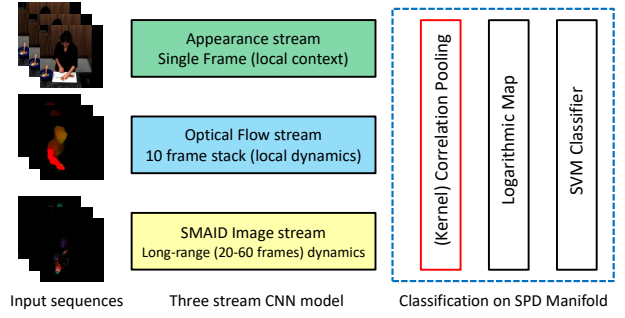 Appearance stream
Single Frame (local context)
Optical Flow stream
10 frame stack (local dynamics)
SMAID Image stream
Long-range (20-60 frames) dynamics
(Kernel) Correlation Pooling
Logarithmic Map
SVM Classifier
Input sequences
Three stream CNN model
Classification on SPD Manifold